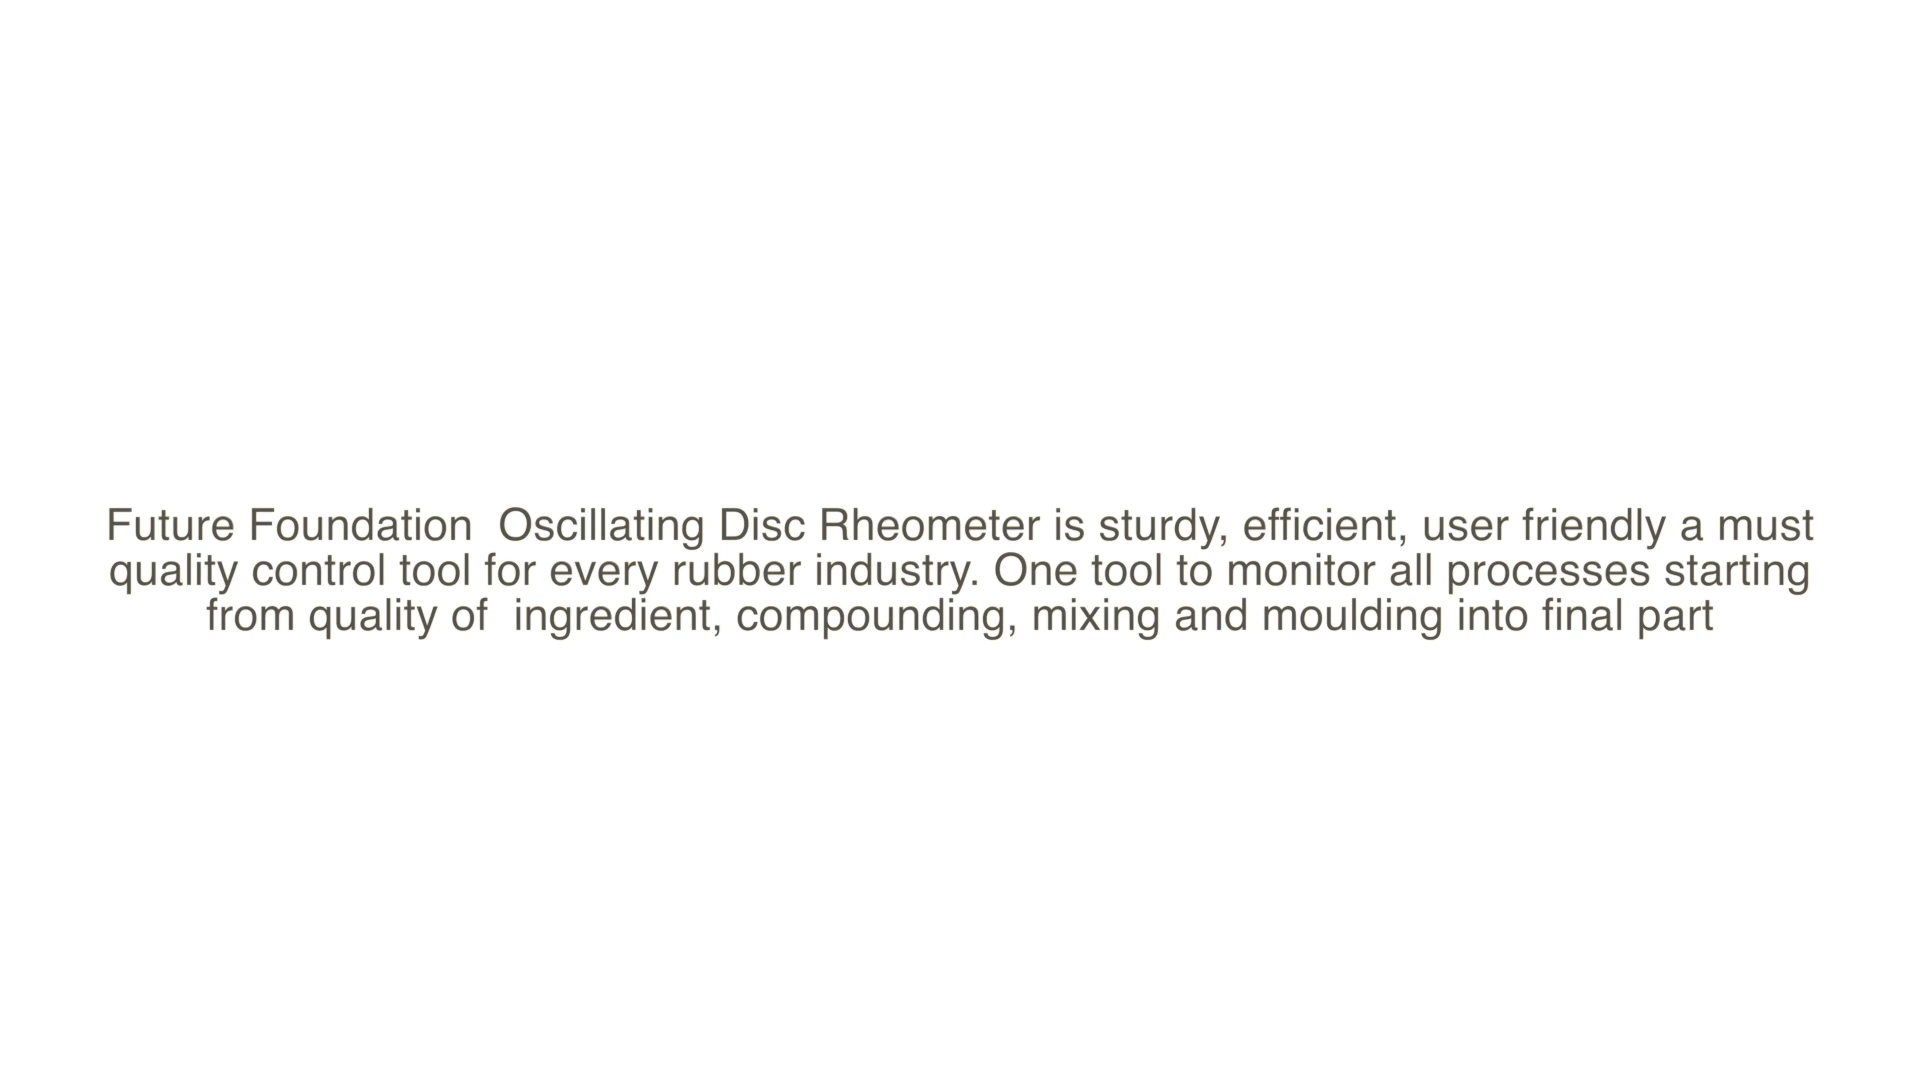 Future Foundation  Oscillating Disc Rheometer is sturdy, efficient, user friendly a must
quality control tool for every rubber industry. One tool to monitor all processes starting
from quality of  ingredient, compounding, mixing and moulding into final part